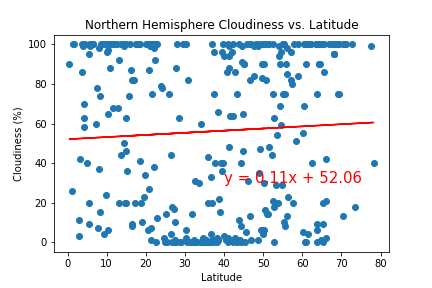 Northern Hemisphere Cloudiness vs. Latitude
100
80
60
40
20
0
Cloudiness (%)
y = 0.11x + 52.06
0 10 20 30 40 50 60 70 80
Latitude